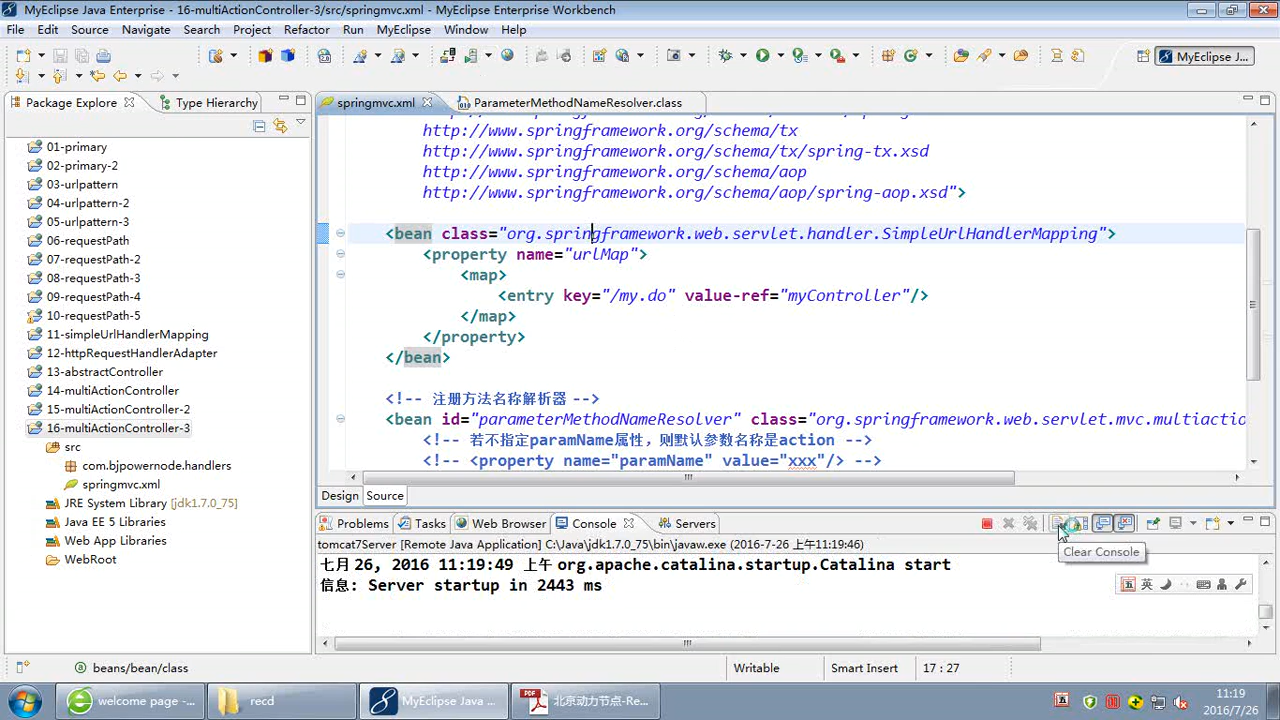 MyEclipse Java Enterprise - 16-multiActionController-3/src/springmvc.xml - MyEclipse Enterprise Workbench
File Edit Source Navigate Search Project Refactor Run MyEclipse Window Help
MyEclipse J...
Package Explore
Type Hierarchy
01-primary
02-primary-2
03-urlpattern
04-urlpattern-2
05-urlpattern-3
06-requestPath
07-requestPath-2
08-requestPath-3
09-requestPath-4
10-requestPath-5
11-simpleUrlHandlerMapping
12-httpRequestHandlerAdapter
13-abstractController
14-multiActionController
15-multiActionController-2
16-multiActionController-3
src
com.bjpowernode.handlers
springmvc.xml
JRE System Library [jdk1.7.0_75]
Java EE 5 Libraries
Web App Libraries
WebRoot
springmvc.xml
ParameterMethodNameResolver.class
http://www.springframework.org/schema/tx
http://www.springframework.org/schema/tx/spring-tx.xsd
http://www.springframework.org/schema/aop
http://www.springframework.org/schema/aop/spring-aop.xsd">
<bean class="org.springframework.web.servlet.handler.SimpleUrlHandlerMapping">
<property name="urlMap">
<map>
<entry key="/my.do" value-ref="myController"/>
</map>
</property>
</bean>
<!-- 注册方法名称解析器 -->
<bean id="parameterMethodNameResolver" class="org.springframework.web.servlet.mvc.multiactio
<!-- 若不指定paramName属性，则默认参数名称是action -->
<!-- <property name="paramName" value="xxx"/> -->
Design Source
Problems Tasks Web Browser Console Servers
tomcat7Server [Remote Java Application] C:\Java\jdk1.7.0_75\bin\javaw.exe (2016-7-26 上午11:19:46)
Clear Console
七月 26, 2016 11:19:49 上午 org.apache.catalina.startup.Catalina start
信息: Server startup in 2443 ms
五 英
beans/bean/class
Writable
Smart Insert
17 : 27
welcome page -...
recd
MyEclipse Java ...
北京动力节点-Re...
11:19
2016/7/26